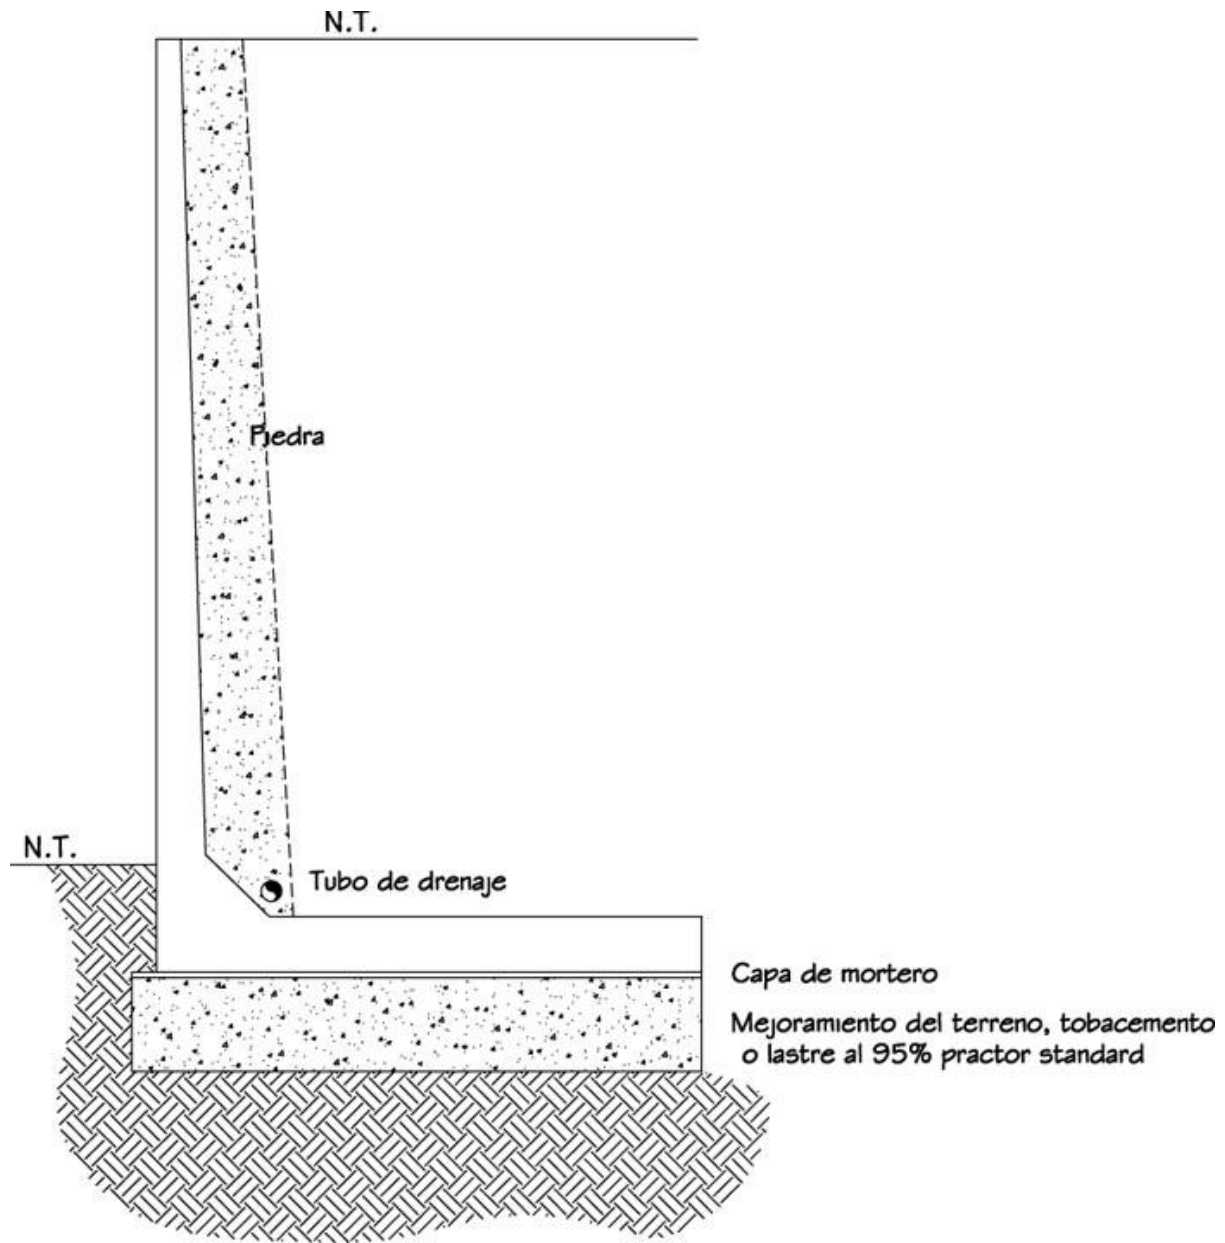 N.T.
Piedra
N.T.
Tubo de drenaje
Capa de mortero
Mejoramiento del terreno, tobacemento
o lastre al 95% practor standard